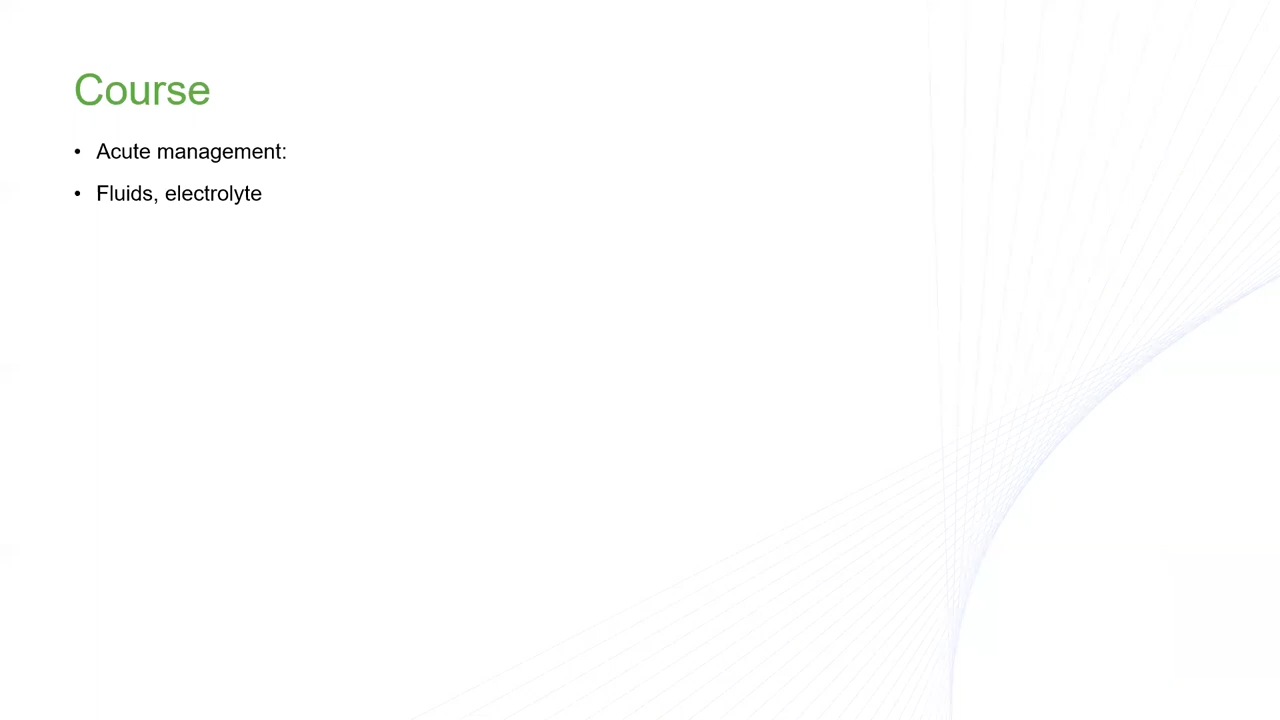 Course
• Acute management:
• Fluids, electrolyte